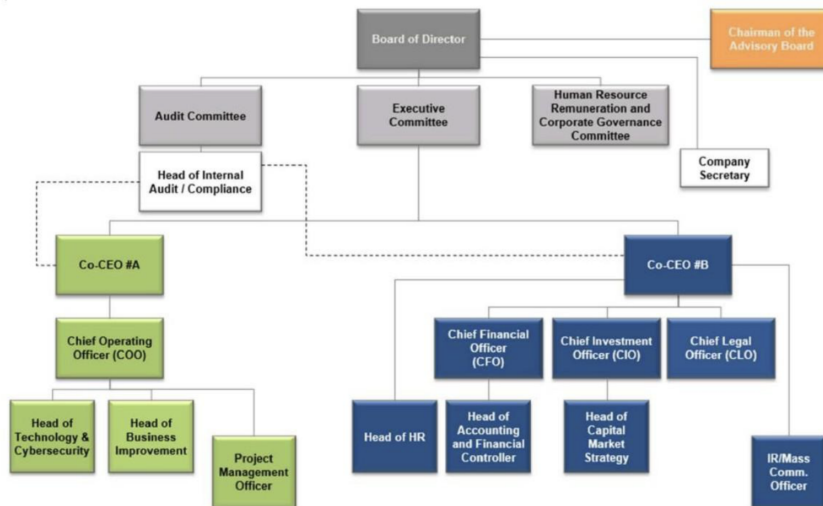 Board of Director
Chairman of the
Advisory Board
Audit Committee
Executive
Committee
Human Resource
Remuneration and
Corporate Governance
Committee
Head of Internal
Audit / Compliance
Company
Secretary
Co-CEO #A
Co-CEO #B
Chief Operating
Officer (COO)
Chief Financial
Officer
(CFO)
Chief Investment
Officer (CIO)
Chief Legal
Officer (CLO)
Head of
Technology &
Cybersecurity
Head of
Business
Improvement
Project
Management
Officer
Head of HR
Head of
Accounting
and Financial
Controller
Head of
Capital
Market
Strategy
IR/Mass
Comm.
Officer